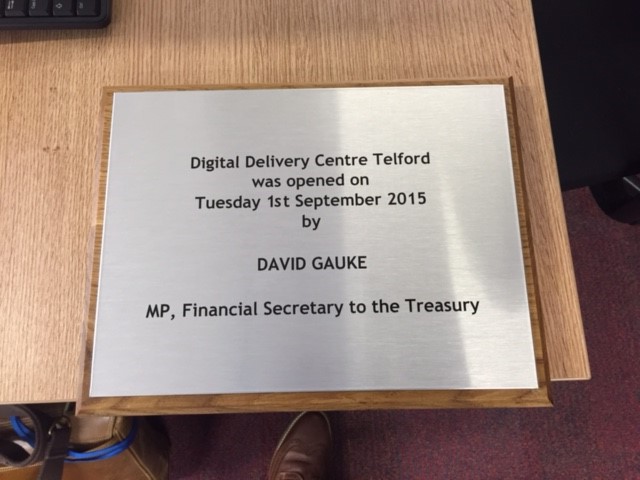 Digital Delivery Centre Telford
was opened on
Tuesday 1st September 2015
by
DAVID GAUKE
MP, Financial Secretary to the Treasury